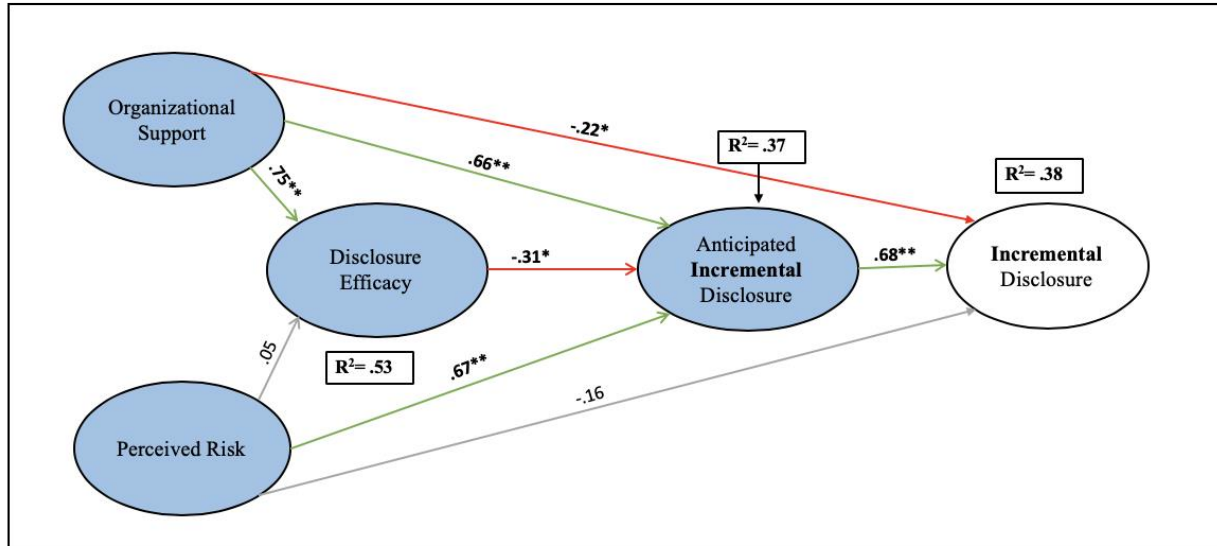 Organizational
Support
-.22*
R²= .37
.66**
R²= .38
.75**
Disclosure
Efficacy
-.31*
Anticipated
Incremental
Disclosure
.68**
Incremental
Disclosure
.05
R²= .53
.67**
-.16
Perceived Risk